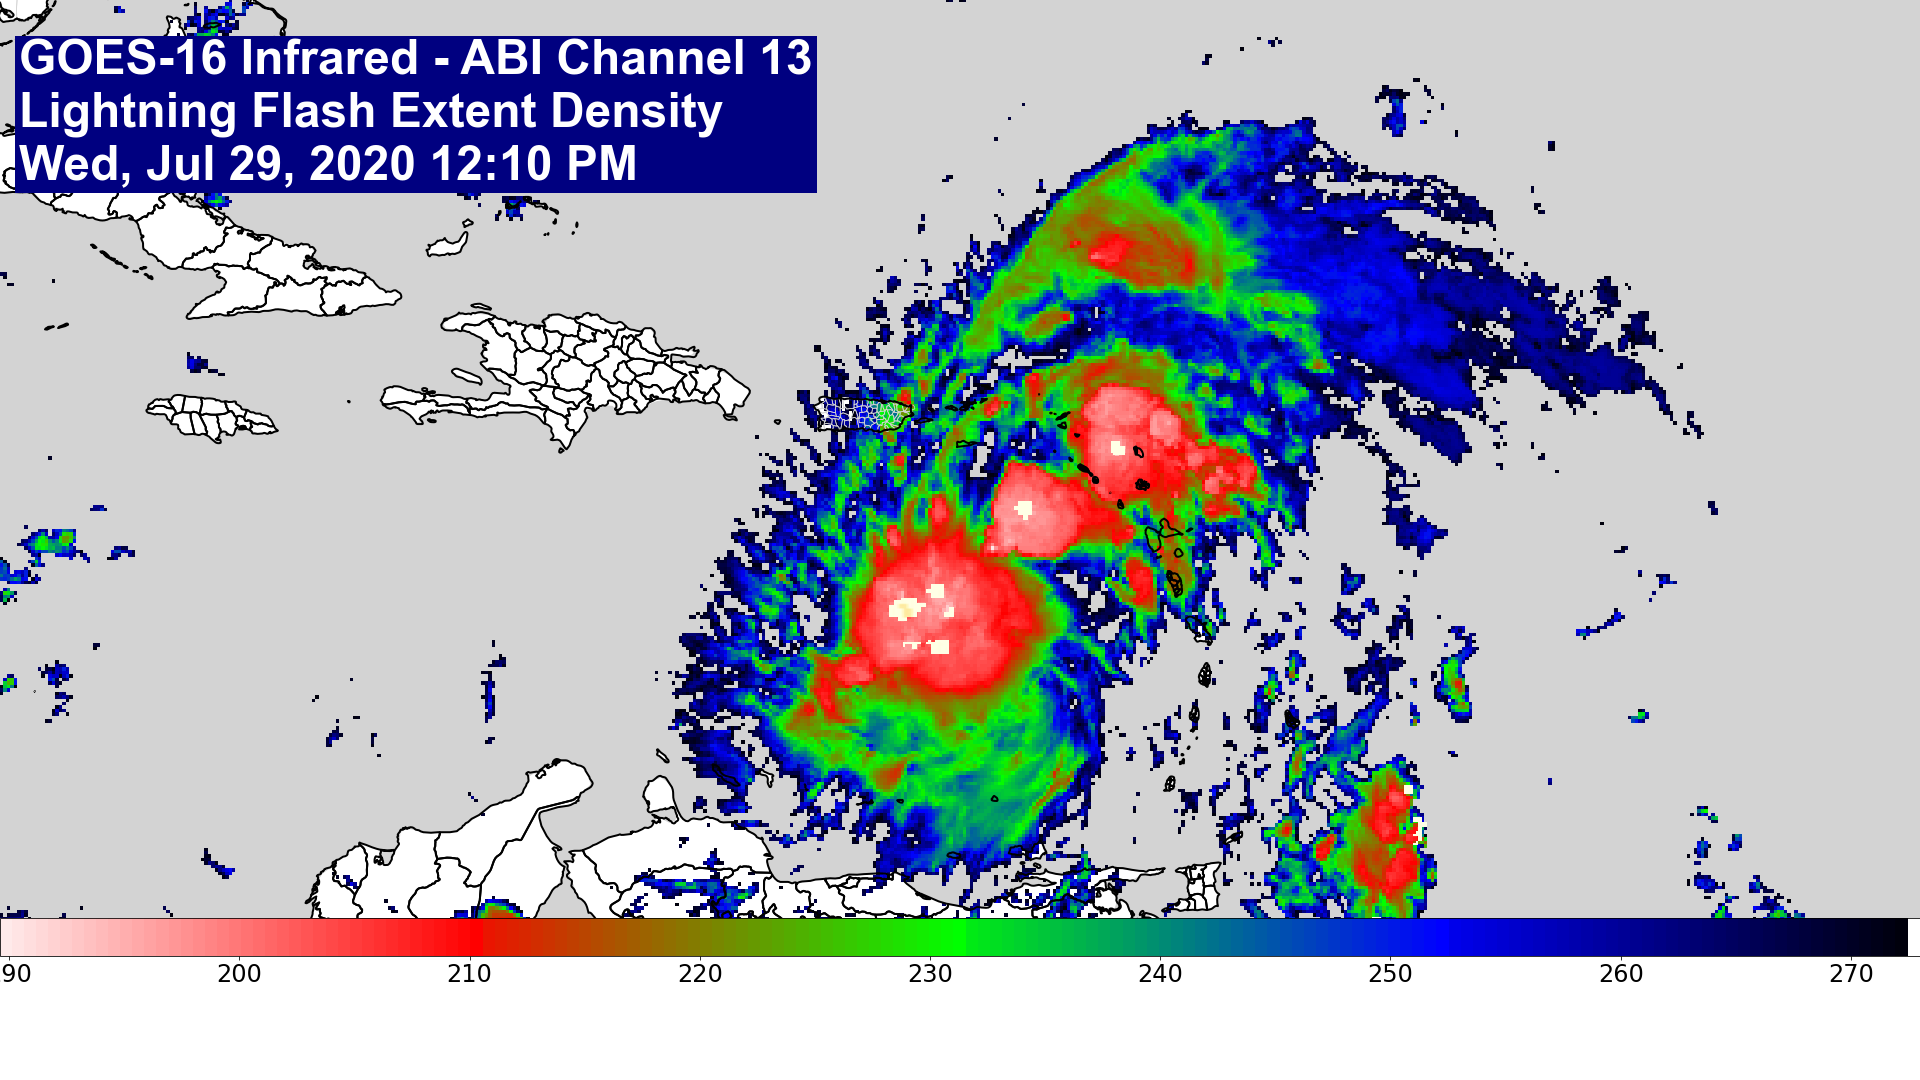 GOES-16 Infrared - ABI Channel 13
Lightning Flash Extent Density
Wed, Jul 29, 2020 12:10 PM
90 200 210 220 230 240 250 260 270